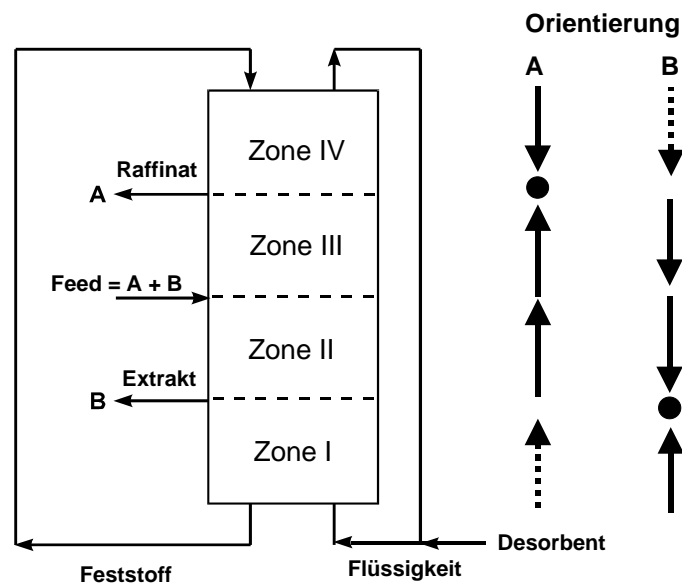 Orientierung
A B
Zone IV
Raffinat
A
Zone III
Feed = A + B
Zone II
Extrakt
B
Zone I
Desorbent
Feststoff
Flüssigkeit